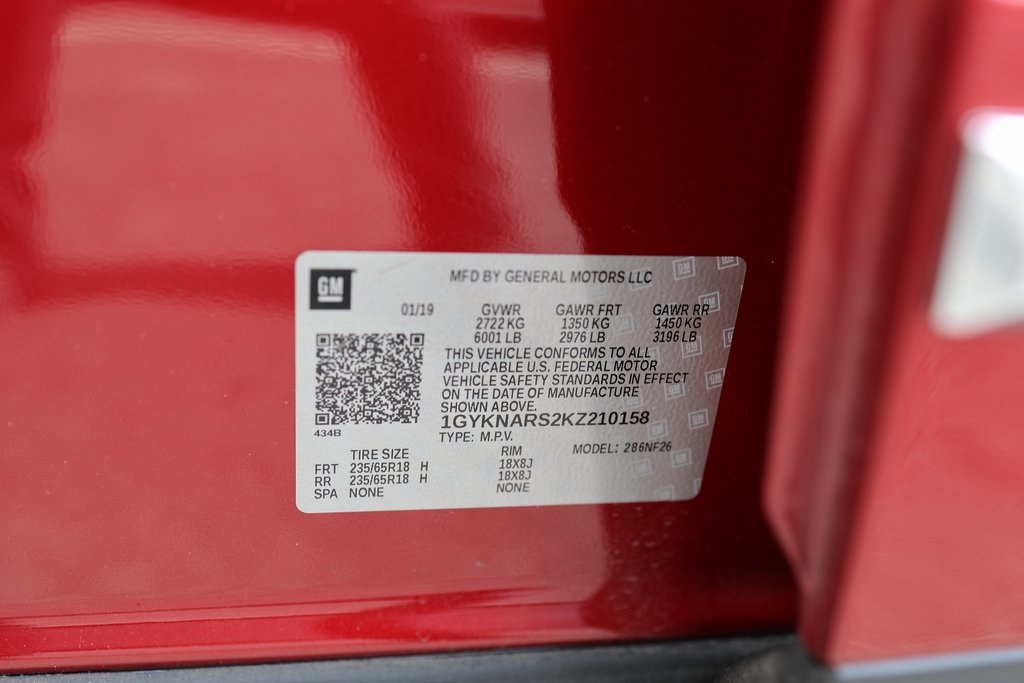 GM
MFD BY GENERAL MOTORS LLC
01/19 GVWR GAWR FRT GAWR RR
2722 KG 1350 KG 1450 KG
6001 LB 2976 LB 3196 LB
THIS VEHICLE CONFORMS TO ALL
APPLICABLE U.S. FEDERAL MOTOR
VEHICLE SAFETY STANDARDS IN EFFECT
ON THE DATE OF MANUFACTURE
SHOWN ABOVE.
1GYKNARS2KZ210158
434B
TYPE: M.P.V.
MODEL: 286NF26
TIRE SIZE RIM
FRT 235/65R18 H 18X8J
RR 235/65R18 H 18X8J
SPA NONE NONE